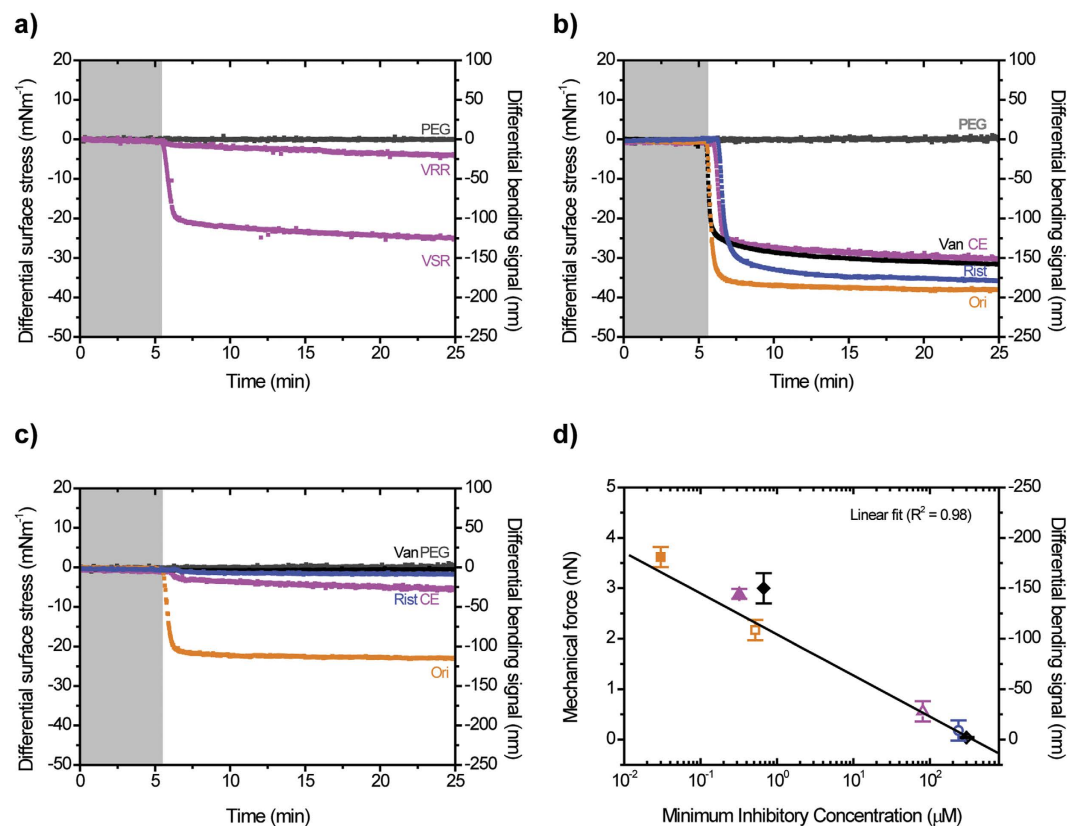 a)
20
10
0
-10
-20
-30
-40
-50
Differential surface stress (mNm⁻¹)
100
50
0
-50
-100
-150
-200
-250
Differential bending signal (nm)
PEG
VRR
VSR
0 5 10 15 20 25
Time (min)
b)
20
10
0
-10
-20
-30
-40
-50
Differential surface stress (mNm⁻¹)
100
50
0
-50
-100
-150
-200
-250
Differential bending signal (nm)
PEG
Van CE
Rist
Ori
0 5 10 15 20 25
Time (min)
c)
20
10
0
-10
-20
-30
-40
-50
Differential surface stress (mNm⁻¹)
100
50
0
-50
-100
-150
-200
-250
Differential bending signal (nm)
Van PEG
Rist CE
Ori
0 5 10 15 20 25
Time (min)
d)
5
4
3
2
1
0
Mechanical force (nN)
-250
-200
-150
-100
-50
0
Differential bending signal (nm)
Linear fit (R² = 0.98)
10⁻² 10⁻¹ 10⁰ 10¹ 10²
Minimum Inhibitory Concentration (μM)